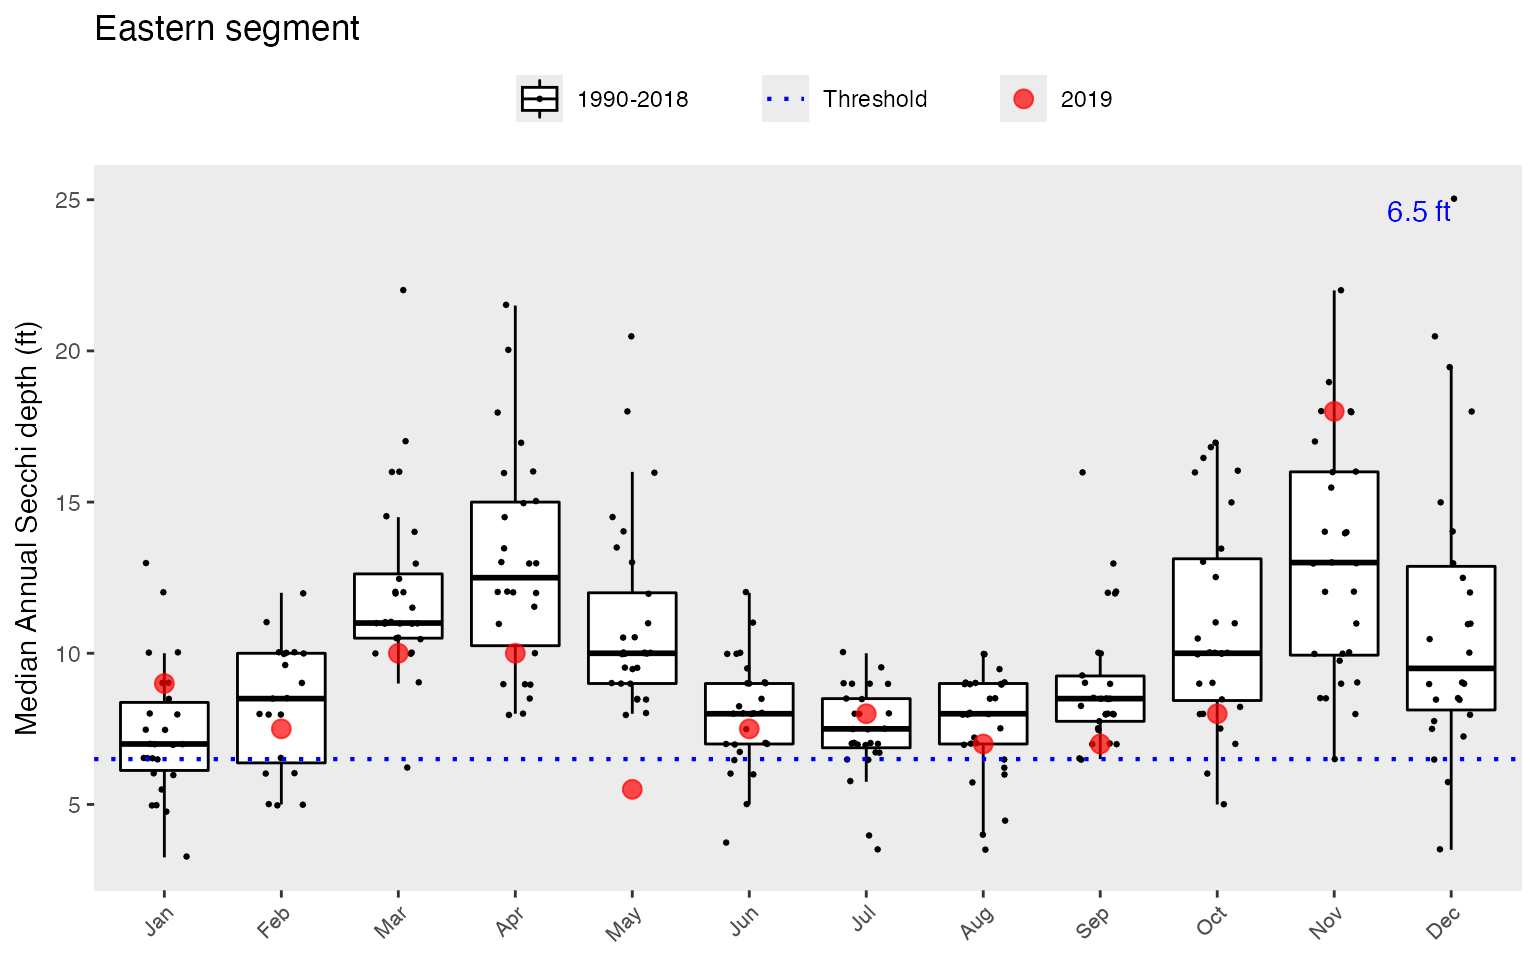 Eastern segment
1990-2018
Threshold
2019
Median Annual Secchi depth (ft)
25
20
15
10
5
6.5 ft
Jan
Feb
Mar
Apr
May
Jun
Jul
Aug
Sep
Oct
Nov
Dec